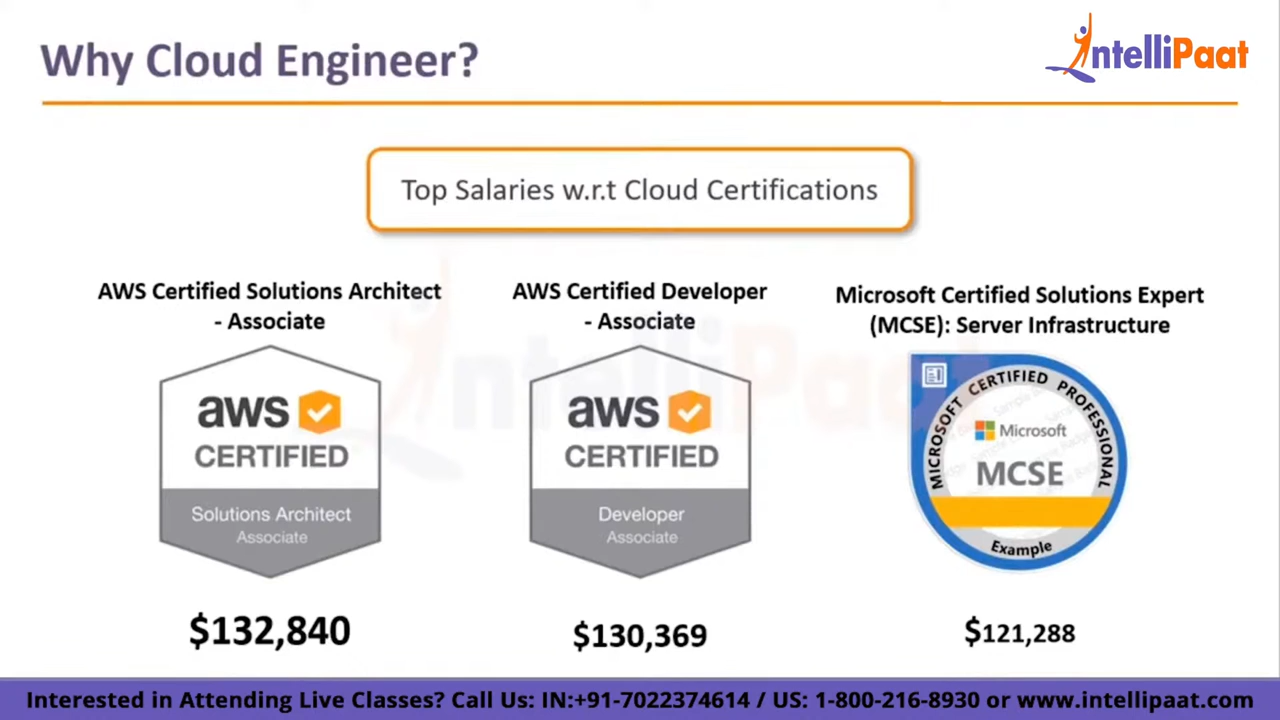 Why Cloud Engineer?
IntelliPaat
Top Salaries w.r.t Cloud Certifications
AWS Certified Solutions Architect
- Associate
AWS Certified Developer
- Associate
Microsoft Certified Solutions Expert
(MCSE): Server Infrastructure
aws
CERTIFIED
Solutions Architect
Associate
aws
CERTIFIED
Developer
Associate
MICROSOFT CERTIFIED PROFESSIONAL
Microsoft
MCSE
Example
$132,840
$130,369
$121,288
IntelliPaat
Interested in Attending Live Classes? Call Us: IN:+91-7022374614 / US: 1-800-216-8930 or www.intellipaat.com